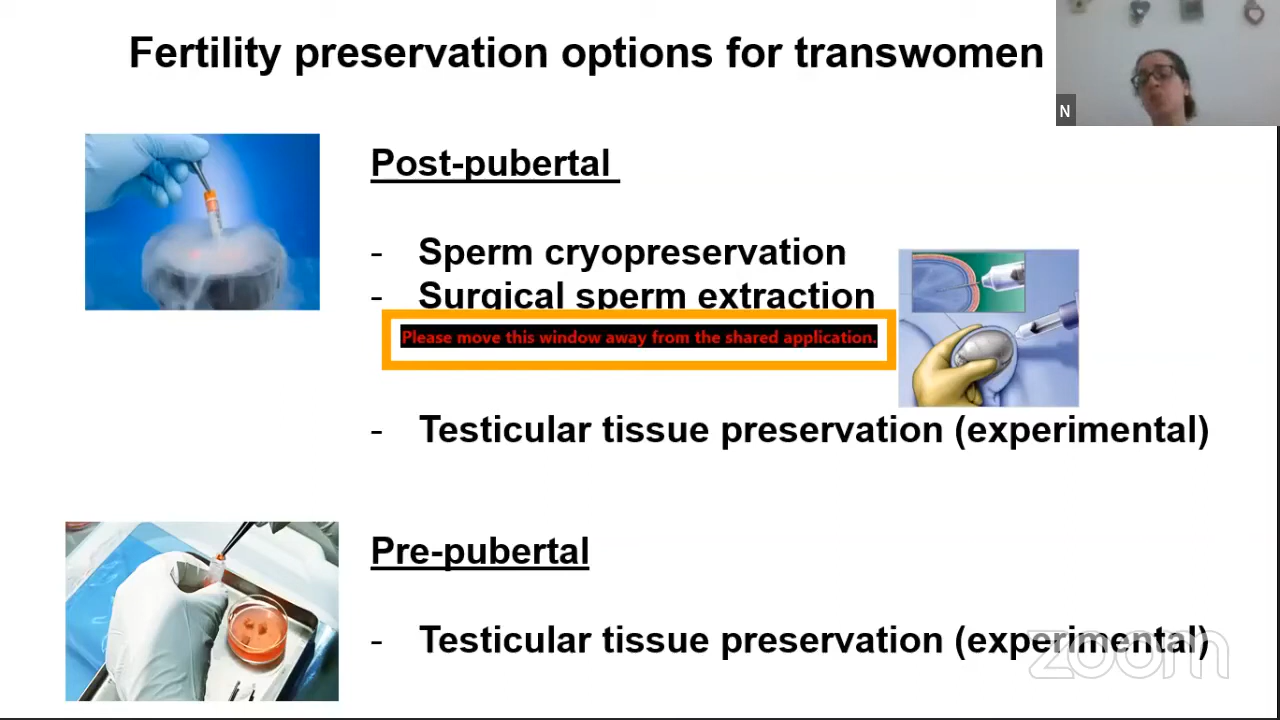 Fertility preservation options for transwomen
N
Post-pubertal
- Sperm cryopreservation
- Surgical sperm extraction
Please move this window away from the shared application.
- Testicular tissue preservation (experimental)
Pre-pubertal
- Testicular tissue preservation (experimental)
zoom